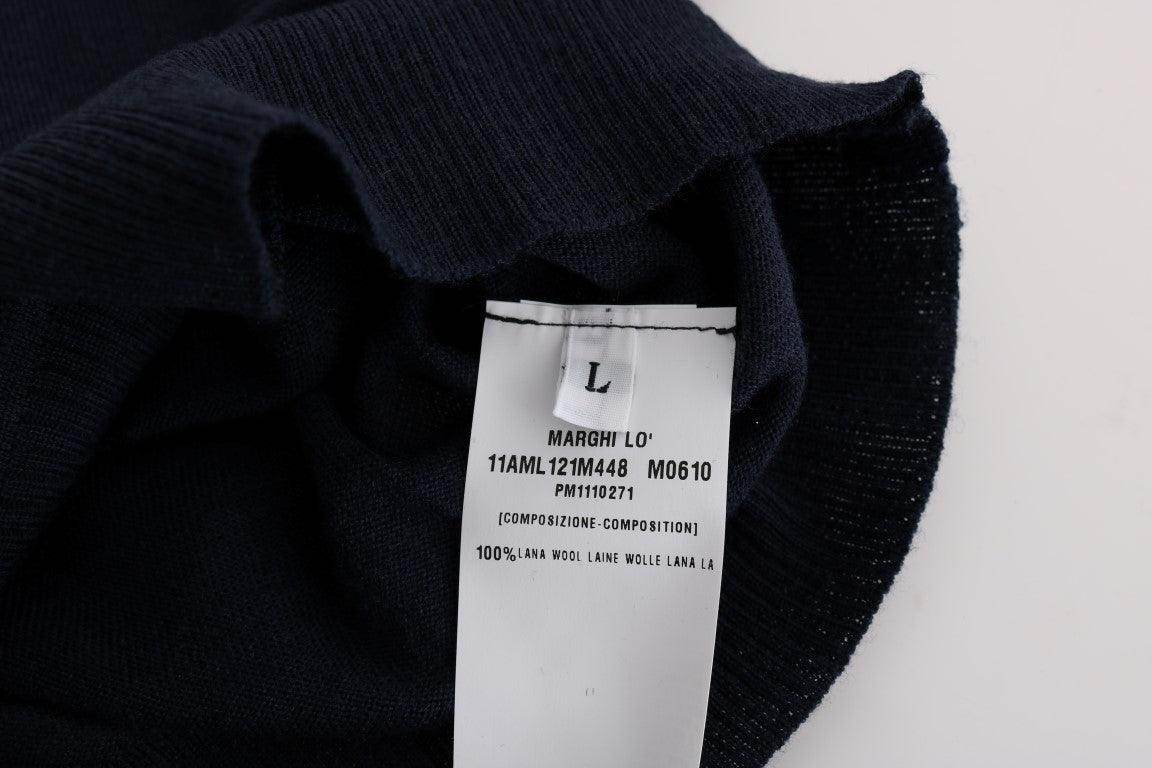 L
MARGHI LO'
11AML121M448 M0610
PM1110271
[COMPOSIZIONE-COMPOSITION]
100% LANA WOOL LAINE WOLLE LANA LA